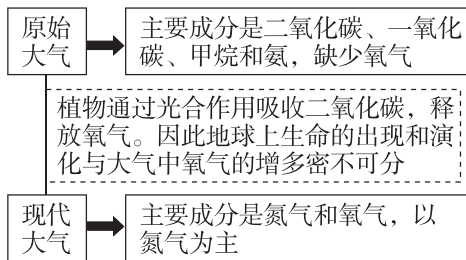 原始
大气
主要成分是二氧化碳、一氧化
碳、甲烷和氨，缺少氧气
植物通过光合作用吸收二氧化碳，释
放氧气。因此地球上生命的出现和演
化与大气中氧气的增多密不可分
现代
大气
主要成分是氮气和氧气，以
氮气为主